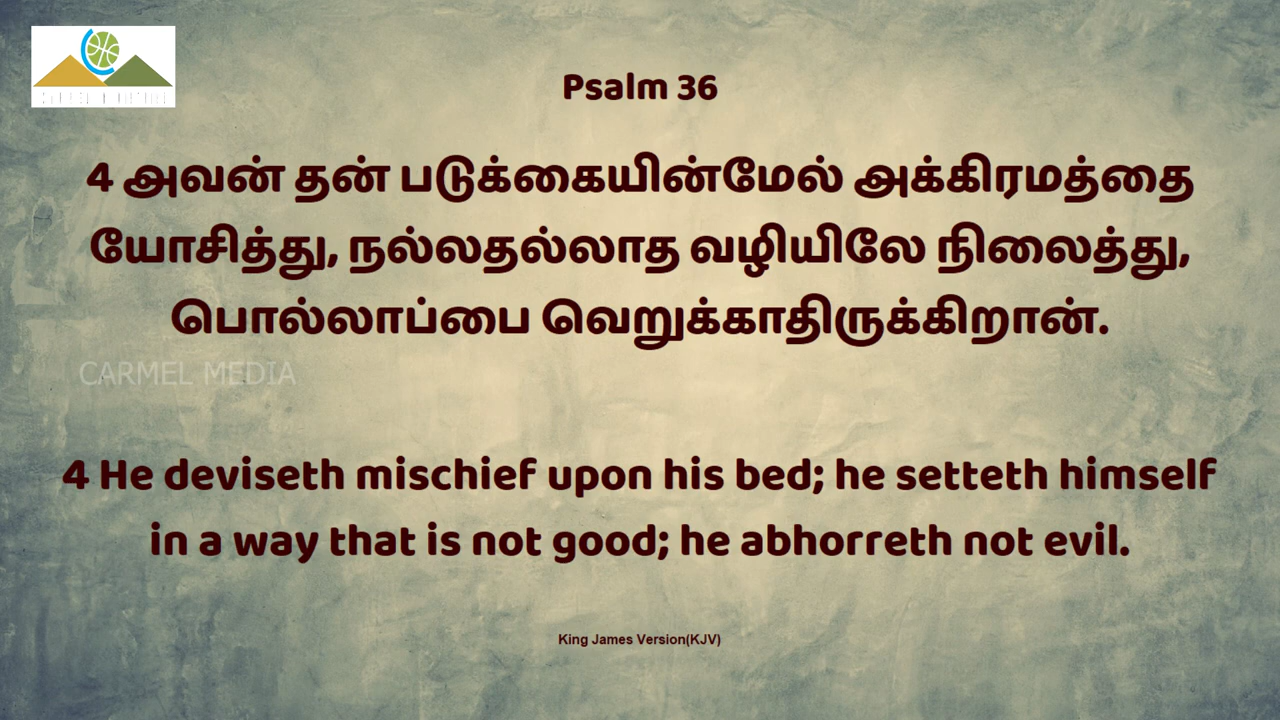 Psalm 36
4 அவன் தன் படுக்கையின்மேல் அக்கிரமத்தை
யோசித்து, நல்லதல்லாத வழியிலே நிலைத்து,
பொல்லாப்பை வெறுக்காதிருக்கிறான்.
CARMEL MEDIA
4 He deviseth mischief upon his bed; he setteth himself
in a way that is not good; he abhorreth not evil.
King James Version(KJV)